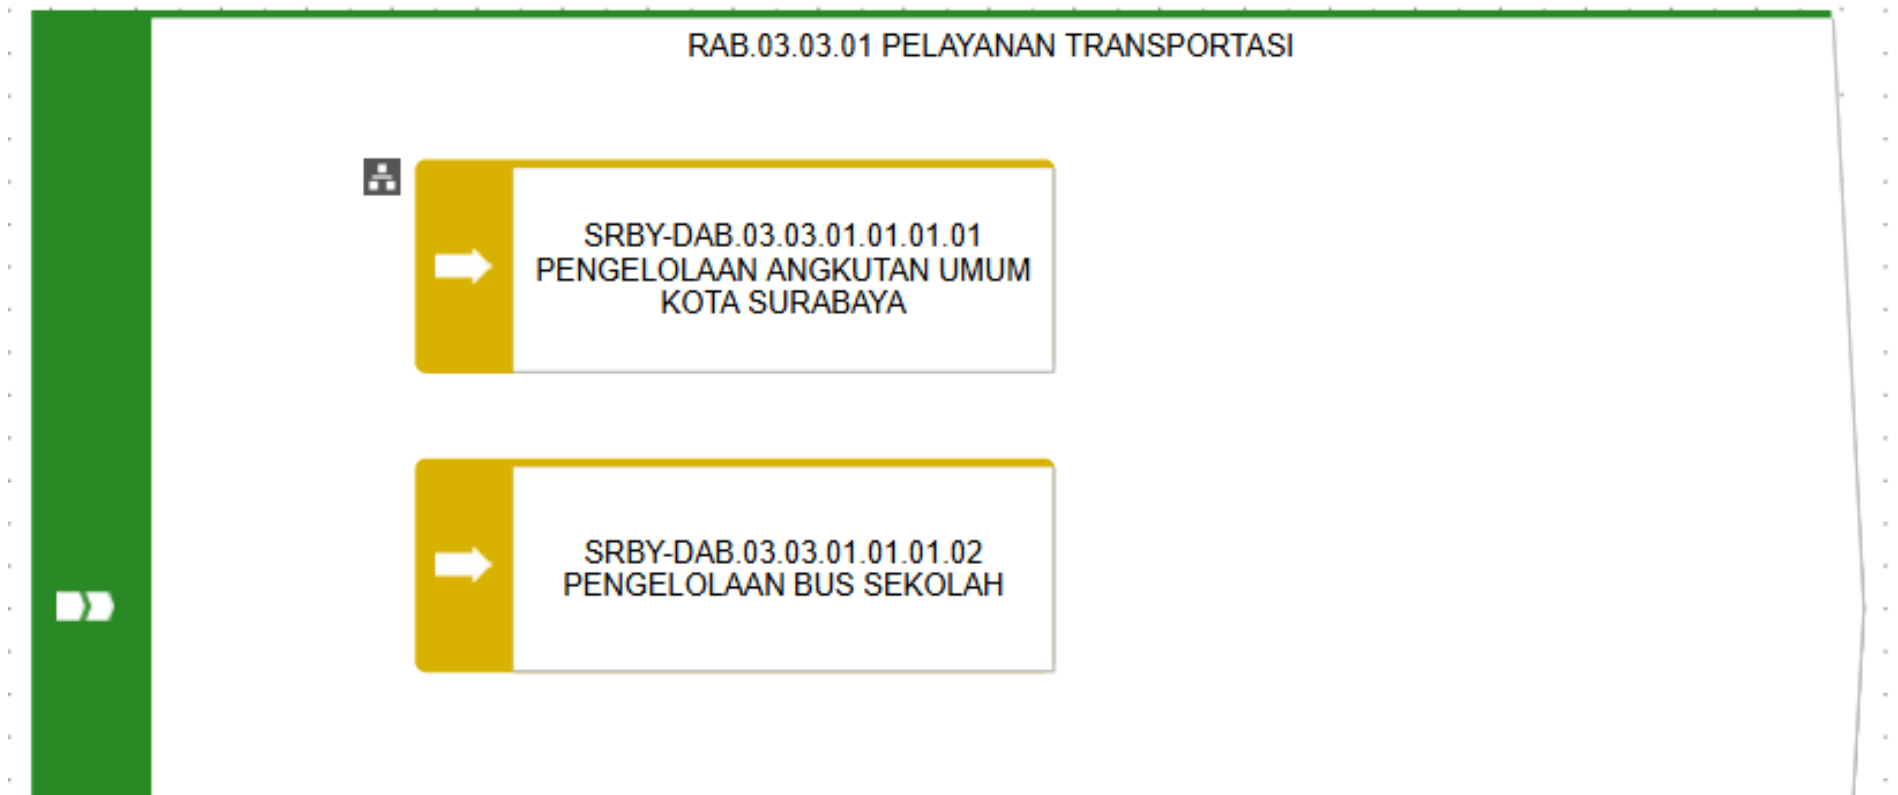 RAB.03.03.01 PELAYANAN TRANSPORTASI
SRBY-DAB.03.03.01.01.01.01
PENGELOLAAN ANGKUTAN UMUM
KOTA SURABAYA
SRBY-DAB.03.03.01.01.01.02
PENGELOLAAN BUS SEKOLAH